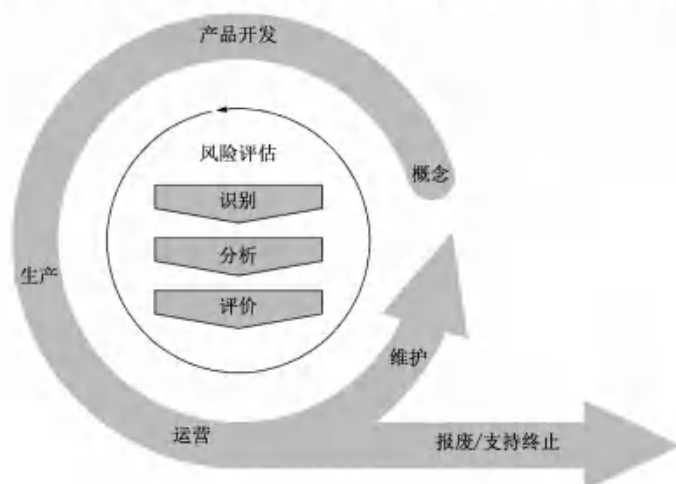 产品开发
风险评估
概念
识别
分析
生产
评价
维护
运营
报废/支持终止